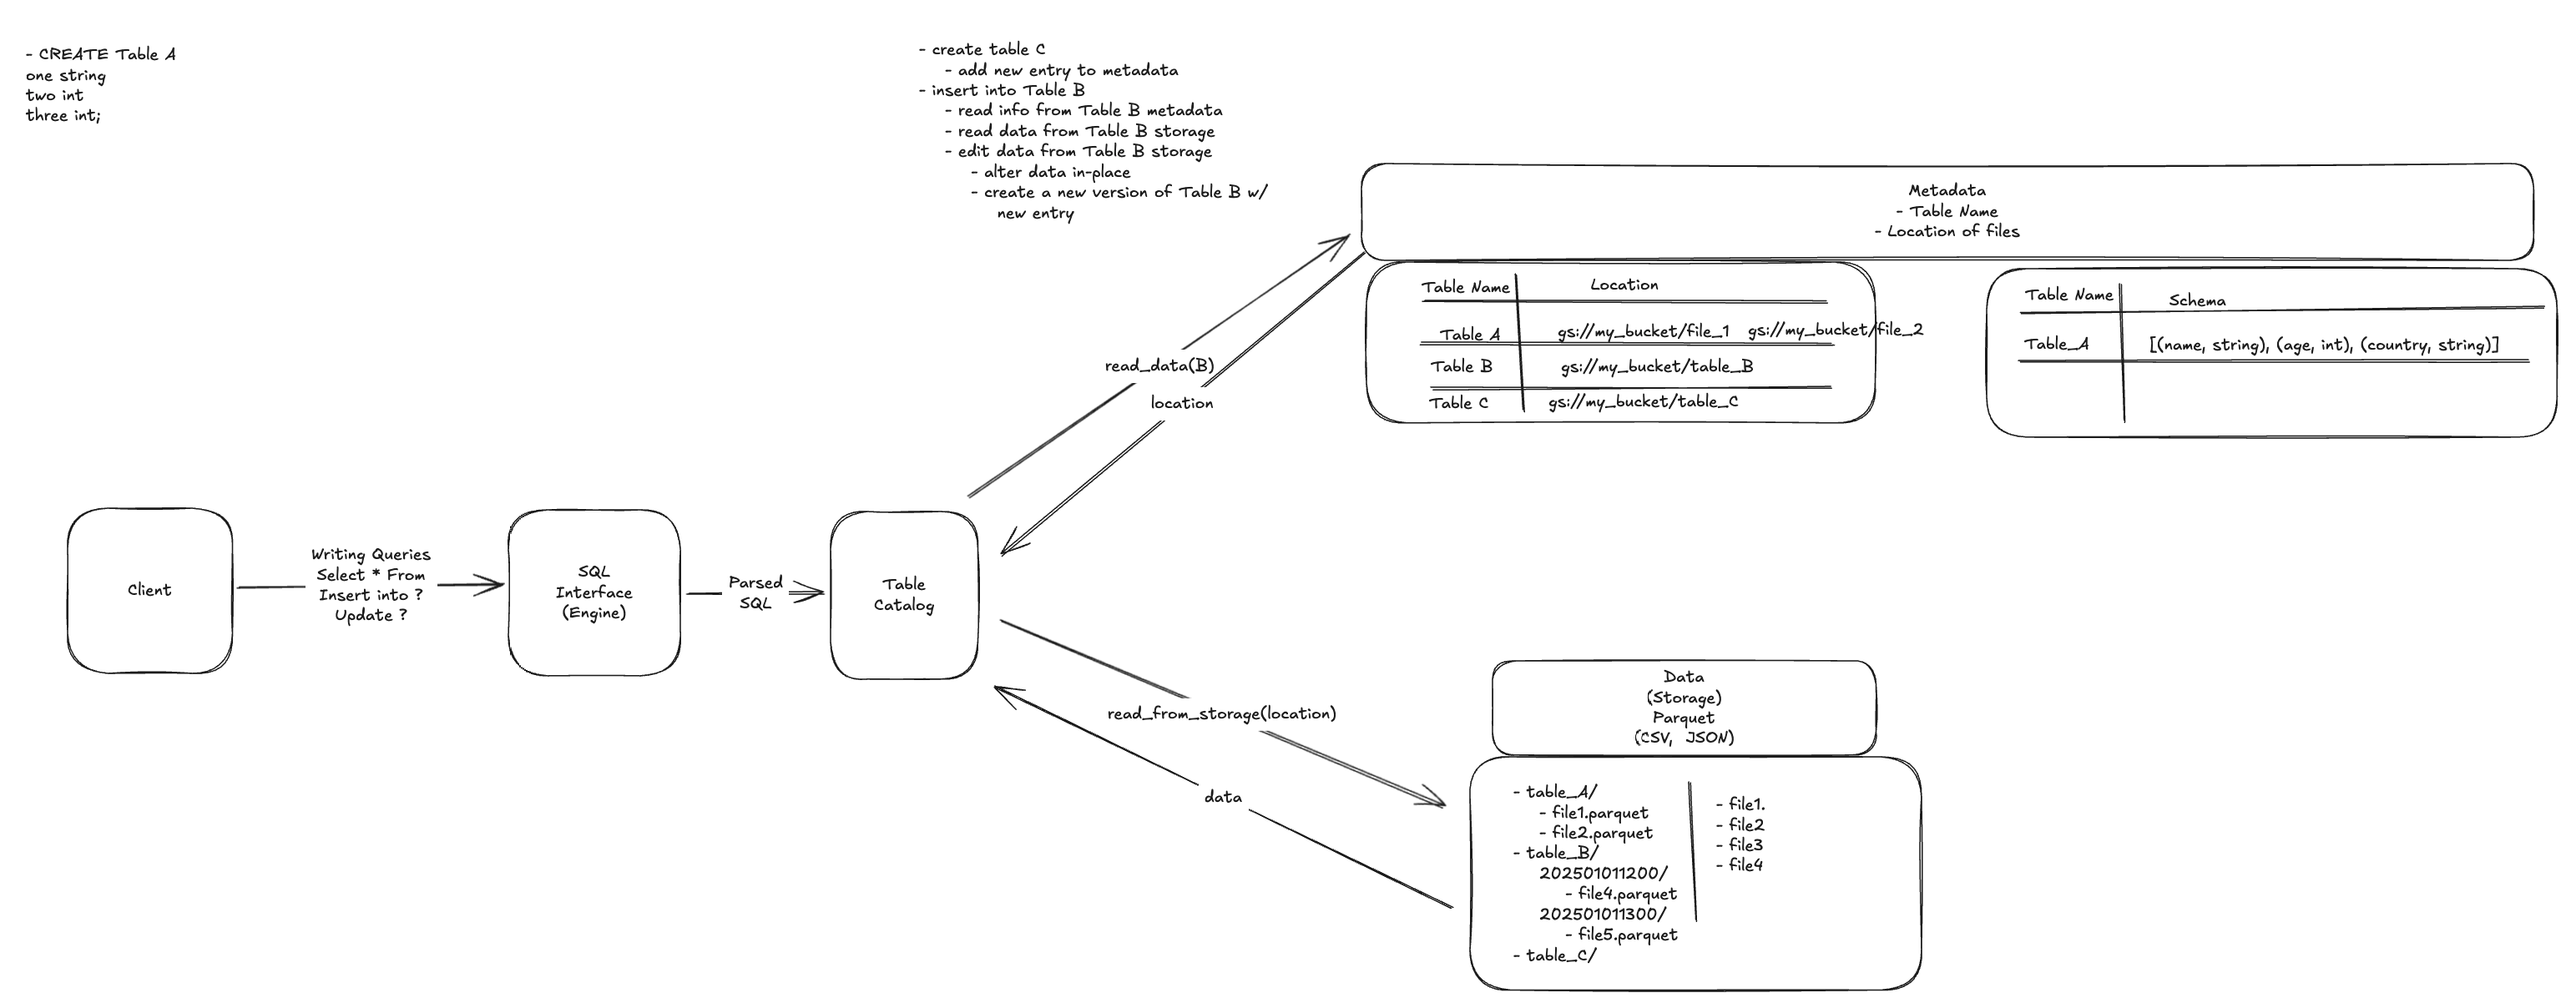 - CREATE Table A
one string
two int
three int;
- create table C
- add new entry to metadata
- insert into Table B
- read info from Table B metadata
- read data from Table B storage
- edit data from Table B storage
- alter data in-place
- create a new version of Table B w/
new entry
Metadata
- Table Name
- Location of files
Table Name Location
Table A gs://my_bucket/file_1 gs://my_bucket/file_2
Table B gs://my_bucket/table_B
Table C gs://my_bucket/table_C
Table Name Schema
Table_A [(name, string), (age, int), (country, string)]
read_data(B)
location
Client
Writing Queries
Select * From
Insert into ?
Update ?
SQL
Interface
(Engine)
Parsed
SQL
Table
Catalog
read_from_storage(location)
data
Data
(Storage)
Parquet
(CSV, JSON)
- table_A/
- file1.parquet
- file2.parquet
- table_B/
202501011200/
- file4.parquet
202501011300/
- file5.parquet
- table_C/
- file1.
- file2
- file3
- file4